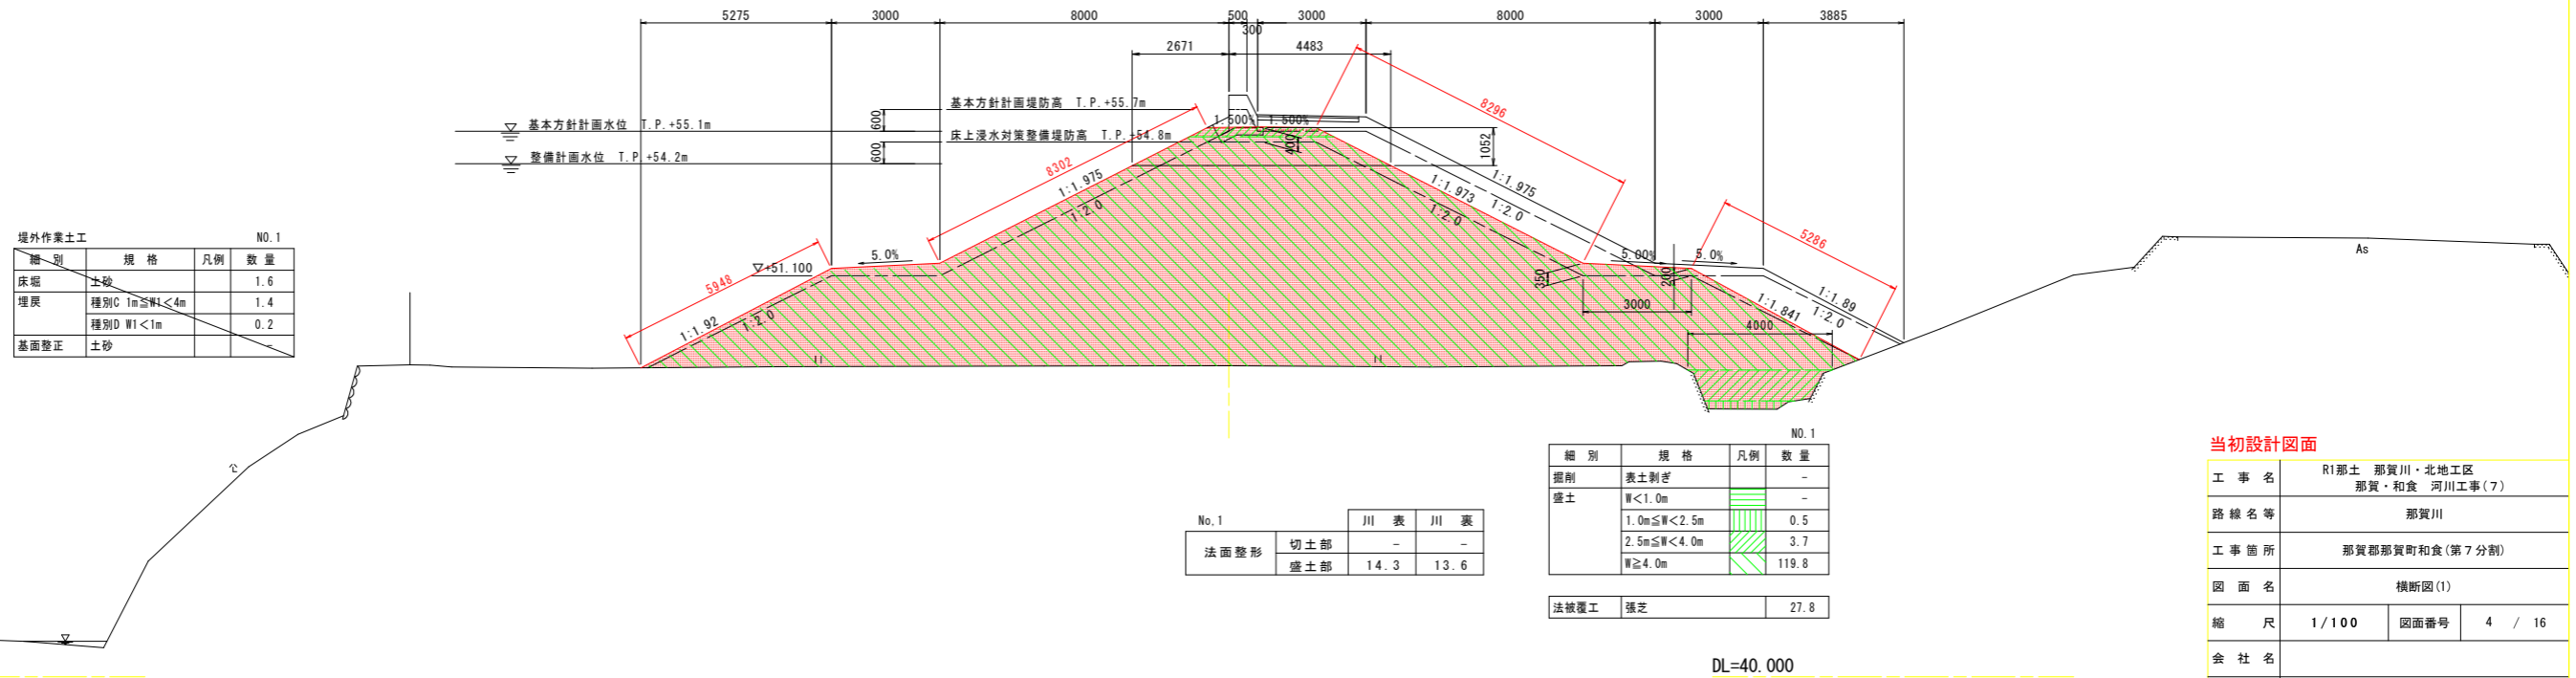 5275 3000 8000 500 3000 8000 3000 3885
300
2671 4483
8296
基本方針計画堤防高 T.P.+55.7m
600
基本方針計画水位 T.P.+55.1m
1.500% 1.500%
床上浸水対策整備堤防高 T.P.+54.8m
400
1052
600
整備計画水位 T.P.+54.2m
8302
1:1.975
1:2.0
1:1.973
1:2.0
1:1.975
1:2.0
5286
5.0%
5.00% 5.0%
▽+51.100
5948
350
200
3000
1:1.92
1:2.0
1:1.841
1:1.89
1:2.0
4000
As
堤外作業土工 NO.1
細別 規格 凡例 数量
床堀 土砂 1.6
埋戻 種別C 1m≦W1<4m 1.4
種別D W1<1m 0.2
基面整正 土砂 -
No.1 川表 川裏
法面整形 切土部 - -
盛土部 14.3 13.6
NO.1
細別 規格 凡例 数量
掘削 表土剥ぎ -
盛土 W<1.0m -
1.0m≦W<2.5m 0.5
2.5m≦W<4.0m 3.7
W≧4.0m 119.8
法被覆工 張芝 27.8
DL=40.000
当初設計図面
工事名 R1那土 那賀川・北地工区
那賀・和食 河川工事(7)
路線名等 那賀川
工事箇所 那賀郡那賀町和食(第7分割)
図面名 横断図(1)
縮尺 1/100 図面番号 4 / 16
会社名